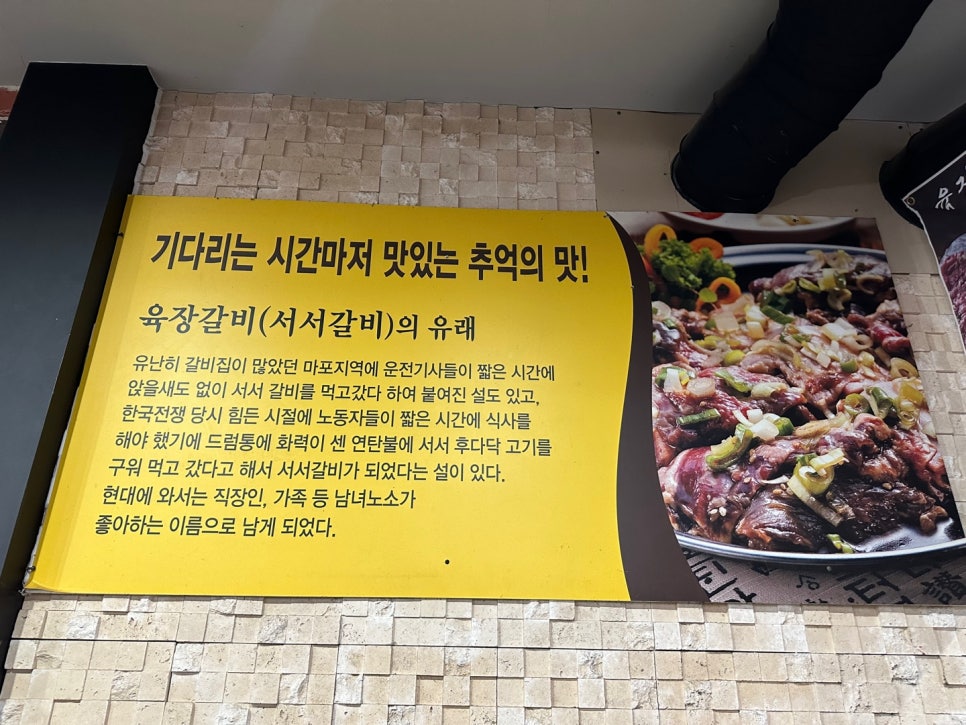 기다리는 시간마저 맛있는 추억의 맛!
육장갈비(서서갈비)의 유래
유난히 갈비집이 많았던 마포지역에 운전기사들이 짧은 시간에
앉을새도 없이 서서 갈비를 먹고갔다 하여 붙여진 설도 있고,
한국전쟁 당시 힘든 시절에 노동자들이 짧은 시간에 식사를
해야 했기에 드럼통에 화력이 센 연탄불에 서서 후다닥 고기를
구워 먹고 갔다고 해서 서서갈비가 되었다는 설이 있다.
현대에 와서는 직장인, 가족 등 남녀노소가
좋아하는 이름으로 남게 되었다.